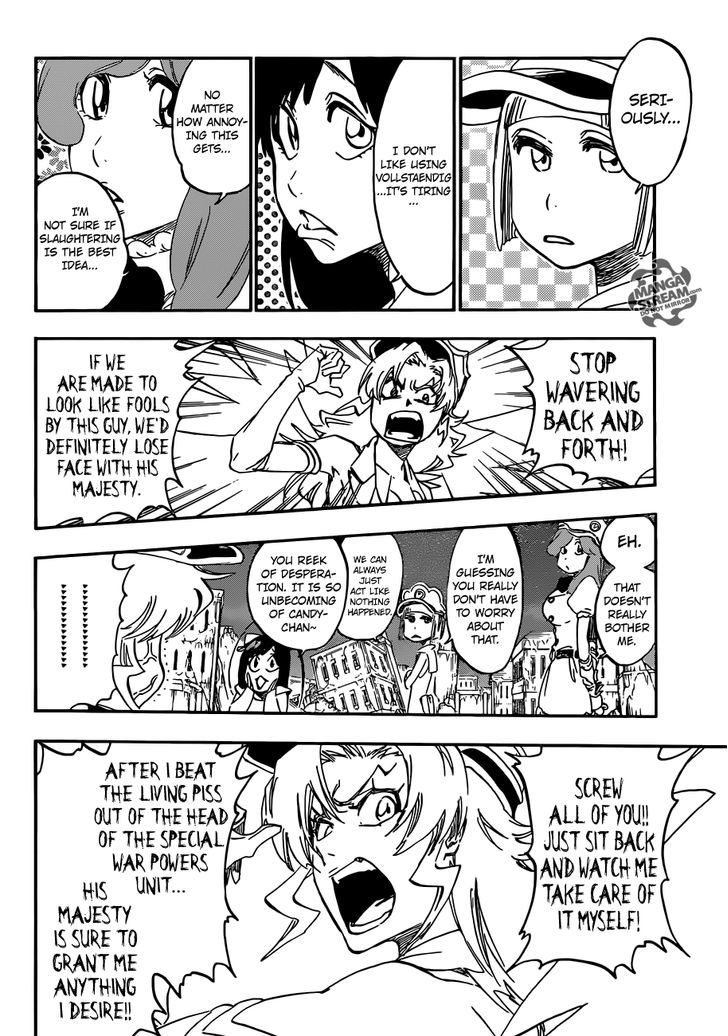 SERI-
OUSLY...
I DON'T
LIKE USING
VOLLSTAENDIG
...IT'S TIRING
...
NO
MATTER
HOW ANNOY-
ING THIS
GETS...
I'M
NOT SURE IF
SLAUGHTERING
IS THE BEST
IDEA...
MANGA
STREAM.com
DO NOT MIRROR
STOP
WAVERING
BACK AND
FORTH!
IF WE
ARE MADE TO
LOOK LIKE FOOLS
BY THIS GUY, WE'D
DEFINITELY LOSE
FACE WITH HIS
MAJESTY.
EH.
THAT
DOESN'T
REALLY
BOTHER
ME.
I'M
GUESSING
YOU REALLY
DON'T HAVE
TO WORRY
ABOUT
THAT.
WE CAN
ALWAYS
JUST
ACT LIKE
NOTHING
HAPPENED.
YOU REEK
OF DESPERA-
TION. IT IS SO
UNBECOMING
OF CANDY-
CHAN~
SCREW
ALL OF YOU!!
JUST SIT BACK
AND WATCH ME
TAKE CARE OF
IT MYSELF!
AFTER I BEAT
THE LIVING PISS
OUT OF THE HEAD
OF THE SPECIAL
WAR POWERS
UNIT...
HIS
MAJESTY
IS SURE TO
GRANT ME
ANYTHING
I DESIRE!!